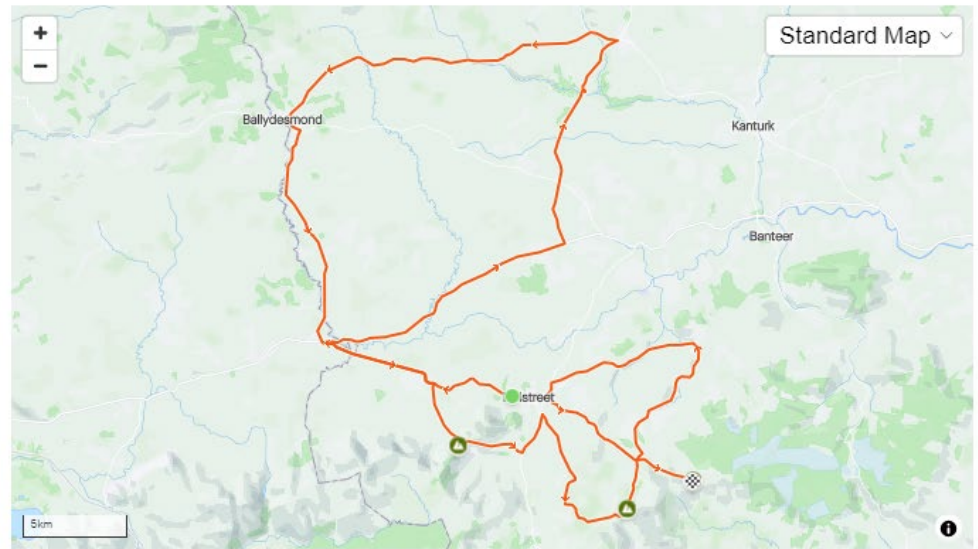 +
Standard Map
−
Ballydesmond
Kanturk
Banteer
lstreet
5km
i